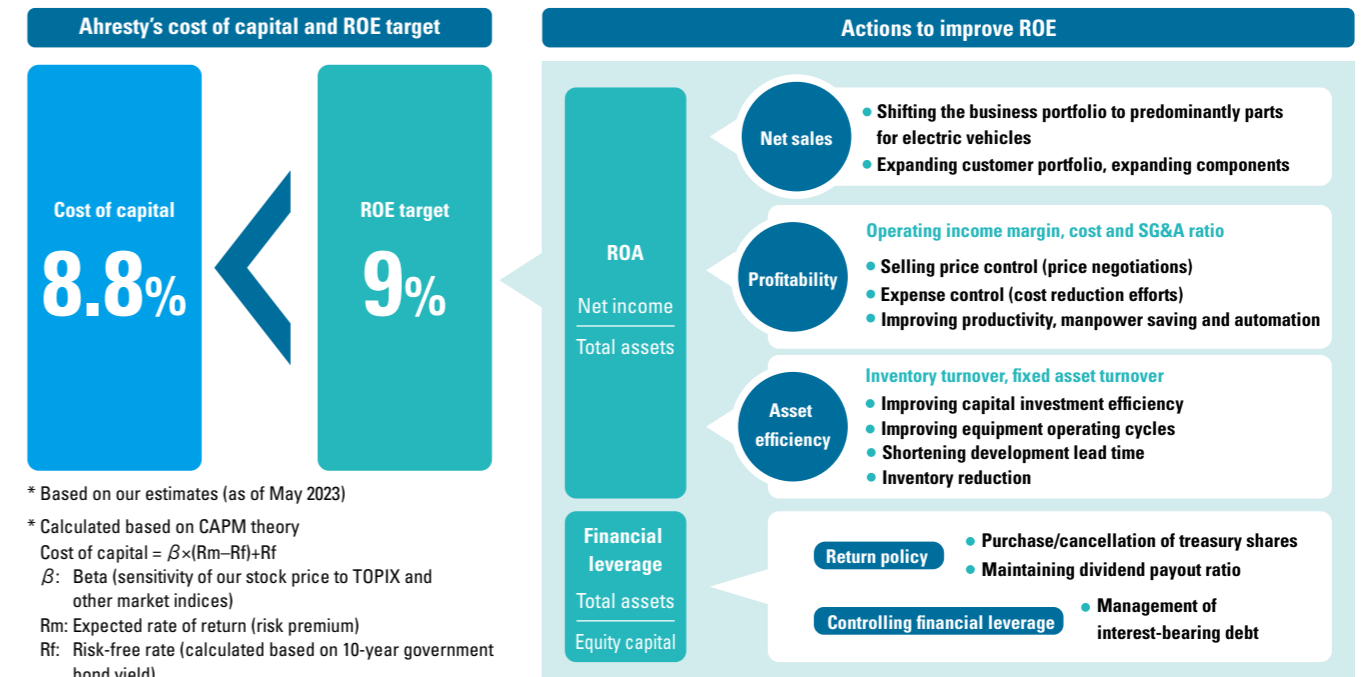 Ahresty's cost of capital and ROE target
Cost of capital
8.8%
ROE target
9%
* Based on our estimates (as of May 2023)
* Calculated based on CAPM theory
Cost of capital = β×(Rm–Rf)+Rf
β: Beta (sensitivity of our stock price to TOPIX and
other market indices)
Rm: Expected rate of return (risk premium)
Rf: Risk-free rate (calculated based on 10-year government
bond yield)
Actions to improve ROE
ROA
Net income
Total assets
Net sales
• Shifting the business portfolio to predominantly parts
for electric vehicles
• Expanding customer portfolio, expanding components
Profitability
Operating income margin, cost and SG&A ratio
• Selling price control (price negotiations)
• Expense control (cost reduction efforts)
• Improving productivity, manpower saving and automation
Asset
efficiency
Inventory turnover, fixed asset turnover
• Improving capital investment efficiency
• Improving equipment operating cycles
• Shortening development lead time
• Inventory reduction
Financial
leverage
Total assets
Equity capital
Return policy
• Purchase/cancellation of treasury shares
• Maintaining dividend payout ratio
Controlling financial leverage
• Management of
interest-bearing debt